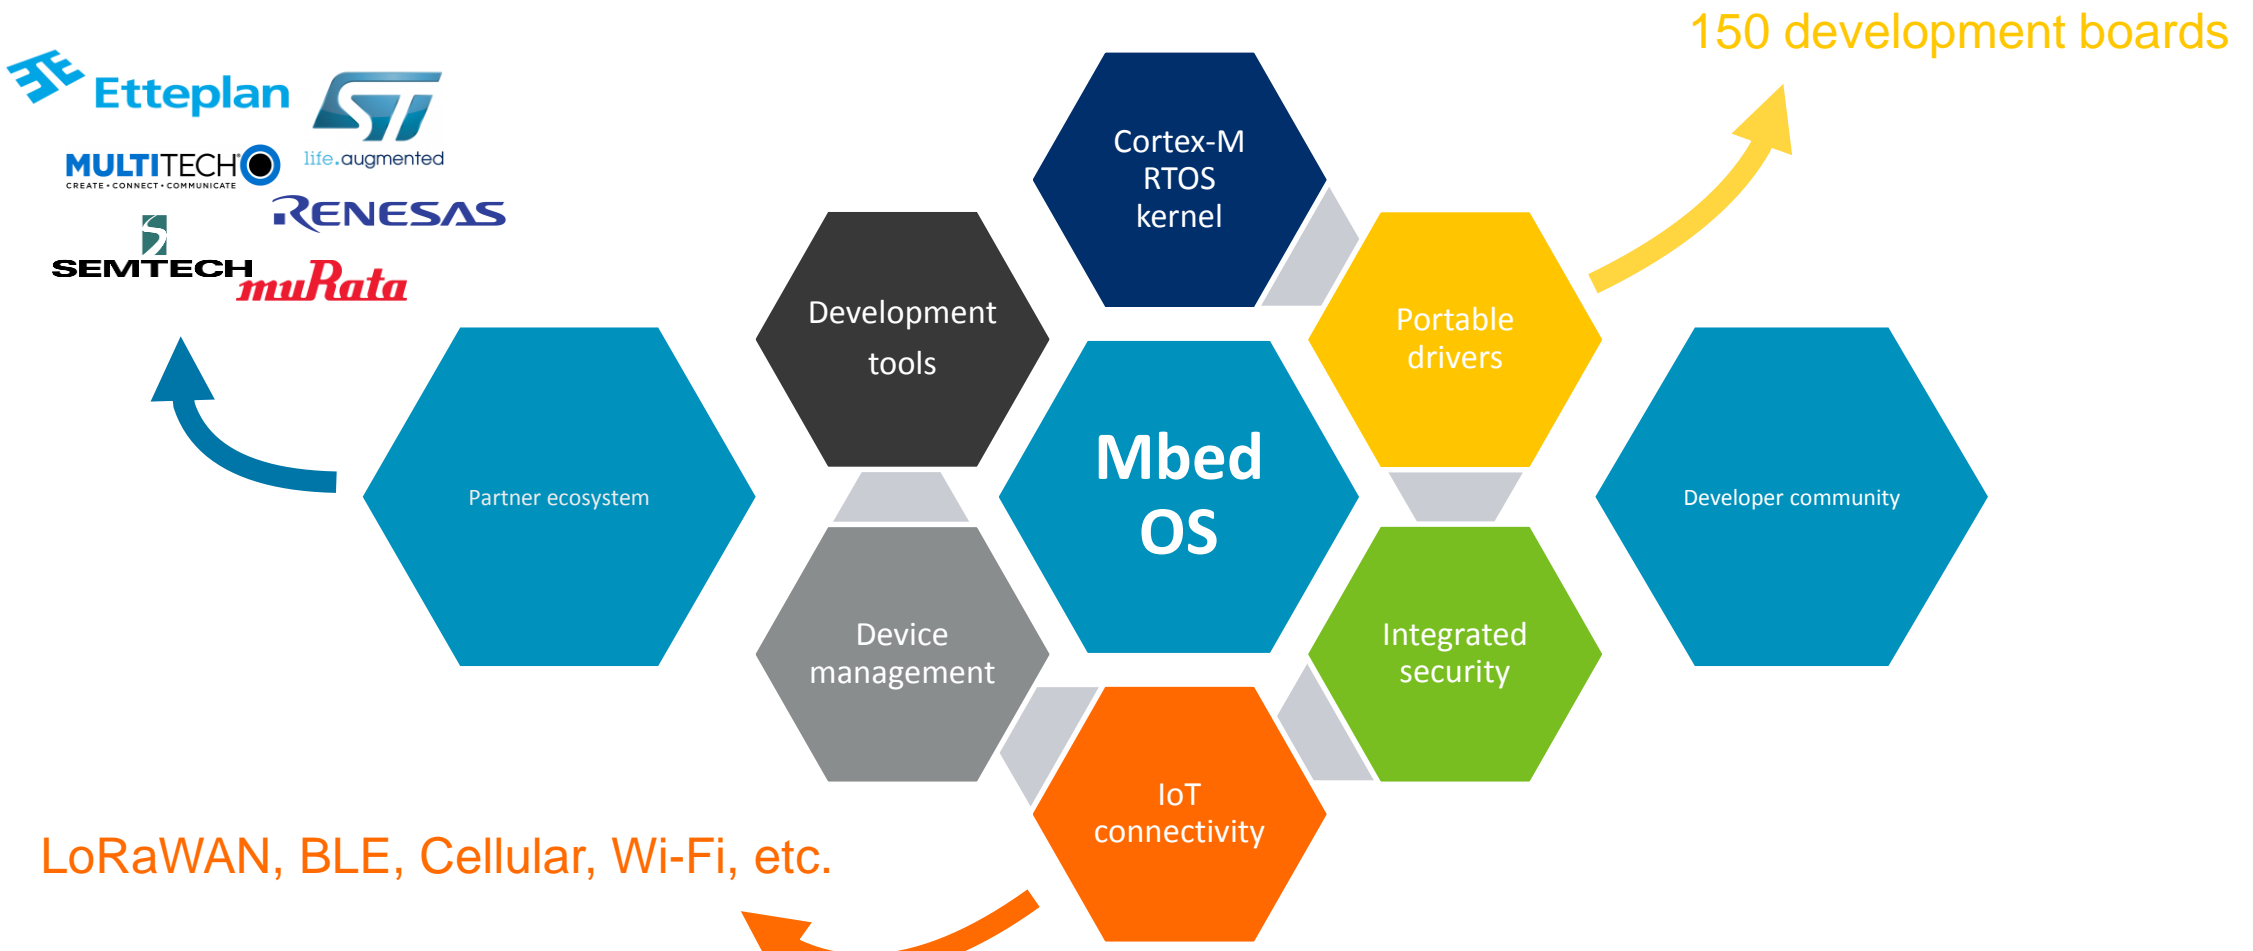 150 development boards
Etteplan
ST
life.augmented
MULTITECH
CREATE • CONNECT • COMMUNICATE
RENESAS
SEMTECH
muRata
Cortex-M
RTOS
kernel
Development
tools
Portable
drivers
Partner ecosystem
Mbed
OS
Developer community
Device
management
Integrated
security
IoT
connectivity
LoRaWAN, BLE, Cellular, Wi-Fi, etc.